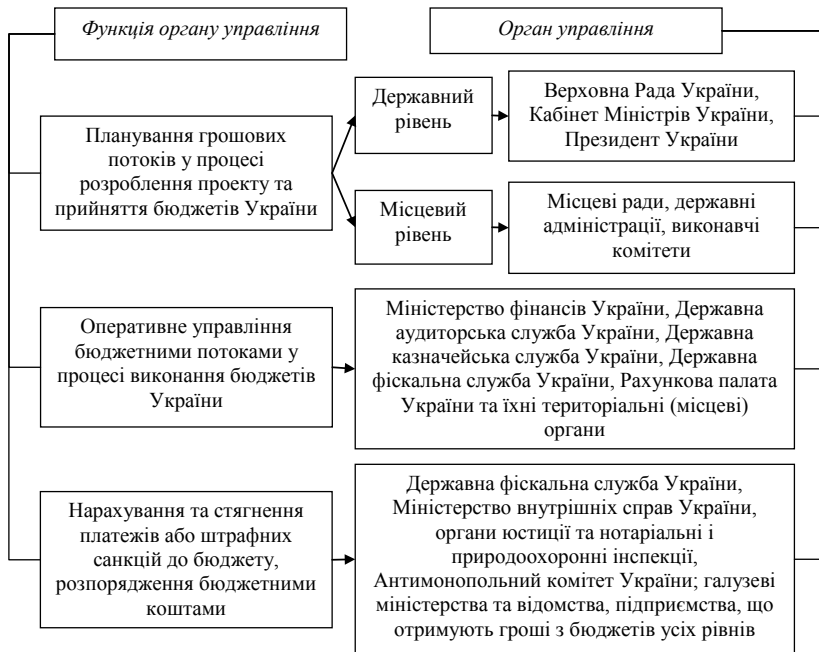 Функція органу управління
Орган управління
Планування грошових
потоків у процесі
розроблення проекту та
прийняття бюджетів України
Державний
рівень
Верховна Рада України,
Кабінет Міністрів України,
Президент України
Місцевий
рівень
Місцеві ради, державні
адміністрації, виконавчі
комітети
Оперативне управління
бюджетними потоками у
процесі виконання бюджетів
України
Міністерство фінансів України, Державна
аудиторська служба України, Державна
казначейська служба України, Державна
фіскальна служба України, Рахункова палата
України та їхні територіальні (місцеві)
органи
Нарахування та стягнення
платежів або штрафних
санкцій до бюджету,
розпорядження бюджетними
коштами
Державна фіскальна служба України,
Міністерство внутрішніх справ України,
органи юстиції та нотаріальні і
природоохоронні інспекції,
Антимонопольний комітет України; галузеві
міністерства та відомства, підприємства, що
отримують гроші з бюджетів усіх рівнів